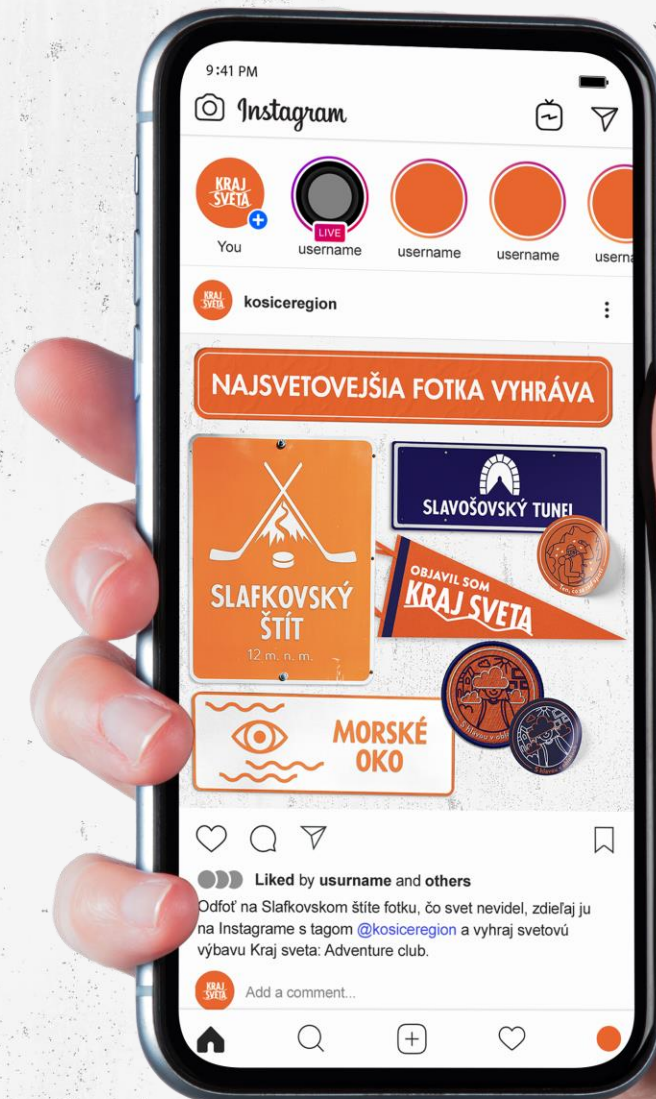 9:41 PM
Instagram
KRAJ
SVETA
LIVE
You
username
username
username
KRAJ
SVETA
kosiceregion
NAJSVETOVEJŠIA FOTKA VYHRÁVA
SLAFKOVSKÝ
ŠTÍT
12 m. n. m.
SLAVOŠOVSKÝ TUNEL
OBJAVIL SOM
KRAJ SVETA
MORSKÉ
OKO
Liked by usurname and others
Odfoť na Slafkovskom štíte fotku, čo svet nevidel, zdieľaj ju
na Instagrame s tagom @kosiceregion a vyhraj svetovú
výbavu Kraj sveta: Adventure club.
KRAJ
SVETA
Add a comment...